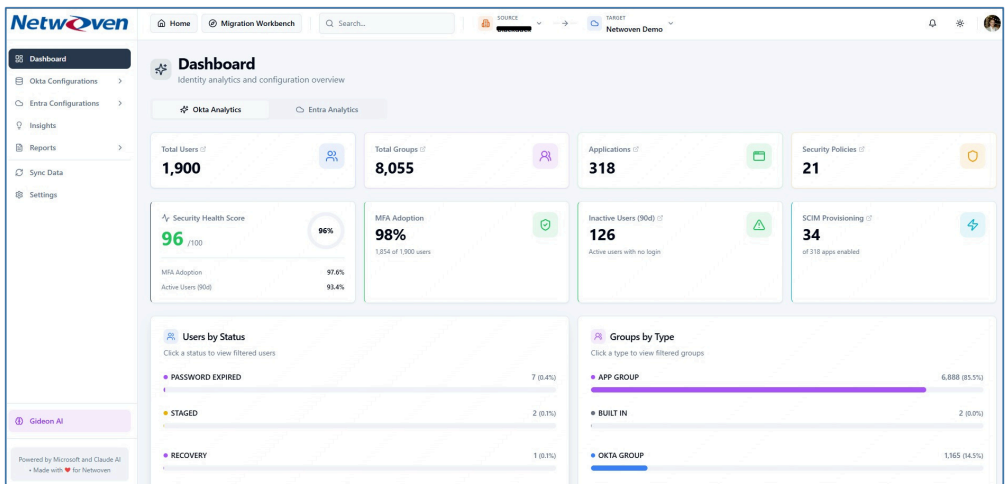 Netwoven
Home
Migration Workbench
Search...
SOURCE
TARGET
Netwoven Demo
Dashboard
Okta Configurations
Entra Configurations
Insights
Reports
Sync Data
Settings
Gideon AI
Powered by Microsoft and Claude AI
• Made with ❤ for Netwoven
Dashboard
Identity analytics and configuration overview
Okta Analytics
Entra Analytics
Total Users
1,900
Total Groups
8,055
Applications
318
Security Policies
21
Security Health Score
96 /100
96%
MFA Adoption 97.6%
Active Users (90d) 93.4%
MFA Adoption
98%
1,854 of 1,900 users
Inactive Users (90d)
126
Active users with no login
SCIM Provisioning
34
of 318 apps enabled
Users by Status
Click a status to view filtered users
PASSWORD EXPIRED 7 (0.4%)
STAGED 2 (0.1%)
RECOVERY 1 (0.1%)
Groups by Type
Click a type to view filtered groups
APP GROUP 6,888 (85.5%)
BUILT IN 2 (0.0%)
OKTA GROUP 1,165 (14.5%)